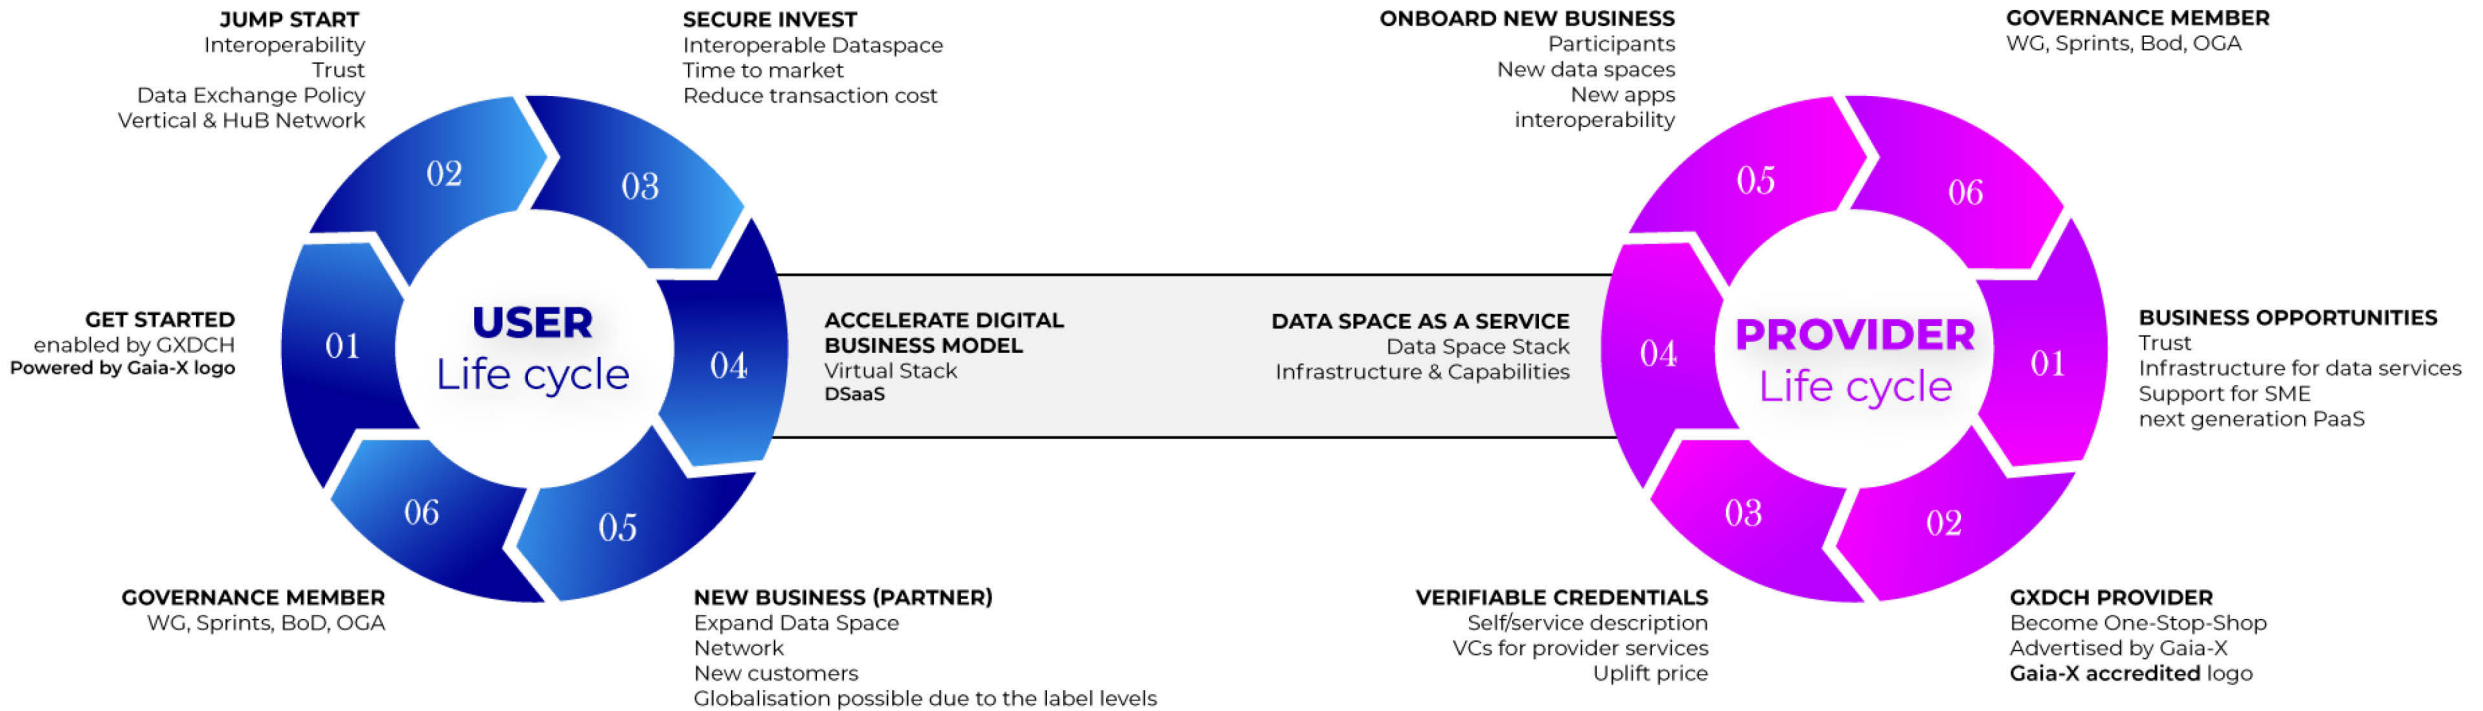 JUMP START
Interoperability
Trust
Data Exchange Policy
Vertical & HuB Network
SECURE INVEST
Interoperable Dataspace
Time to market
Reduce transaction cost
02
03
GET STARTED
enabled by GXDCH
Powered by Gaia-X logo
01
USER
Life cycle
04
ACCELERATE DIGITAL
BUSINESS MODEL
Virtual Stack
DSaaS
06
05
GOVERNANCE MEMBER
WG, Sprints, BoD, OGA
NEW BUSINESS (PARTNER)
Expand Data Space
Network
New customers
Globalisation possible due to the label levels
ONBOARD NEW BUSINESS
Participants
New data spaces
New apps
interoperability
GOVERNANCE MEMBER
WG, Sprints, Bod, OGA
05
06
DATA SPACE AS A SERVICE
Data Space Stack
Infrastructure & Capabilities
04
PROVIDER
Life cycle
01
BUSINESS OPPORTUNITIES
Trust
Infrastructure for data services
Support for SME
next generation PaaS
03
02
VERIFIABLE CREDENTIALS
Self/service description
VCs for provider services
Uplift price
GXDCH PROVIDER
Become One-Stop-Shop
Advertised by Gaia-X
Gaia-X accredited logo